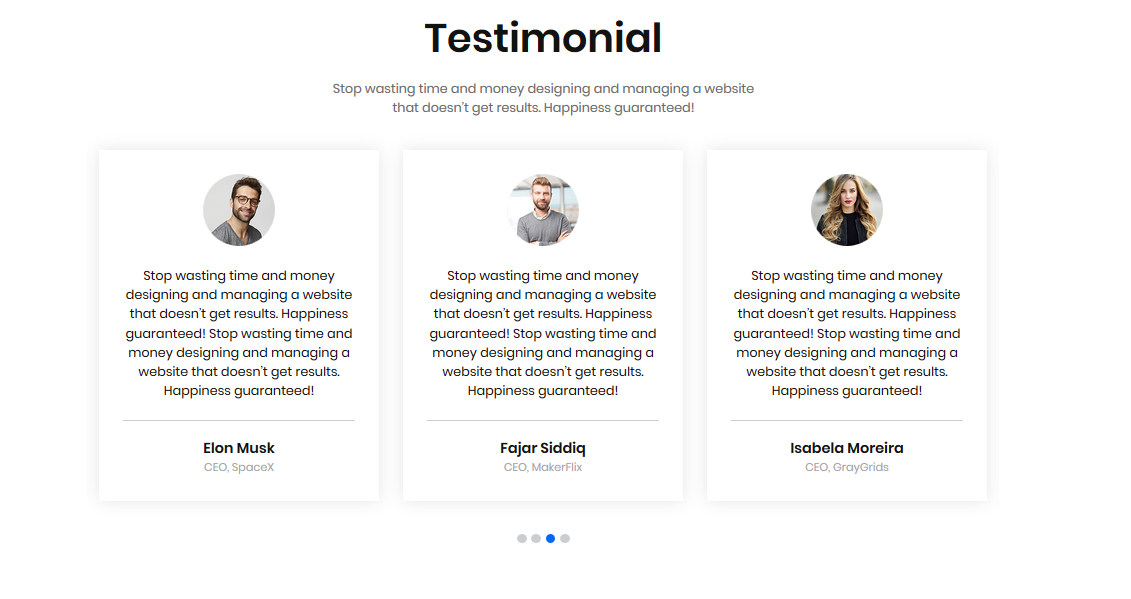 Testimonial
Stop wasting time and money designing and managing a website
that doesn't get results. Happiness guaranteed!
Stop wasting time and money
designing and managing a website
that doesn't get results. Happiness
guaranteed! Stop wasting time and
money designing and managing a
website that doesn't get results.
Happiness guaranteed!
Elon Musk
CEO, SpaceX
Stop wasting time and money
designing and managing a website
that doesn't get results. Happiness
guaranteed! Stop wasting time and
money designing and managing a
website that doesn't get results.
Happiness guaranteed!
Fajar Siddiq
CEO, MakerFlix
Stop wasting time and money
designing and managing a website
that doesn't get results. Happiness
guaranteed! Stop wasting time and
money designing and managing a
website that doesn't get results.
Happiness guaranteed!
Isabela Moreira
CEO, GrayGrids